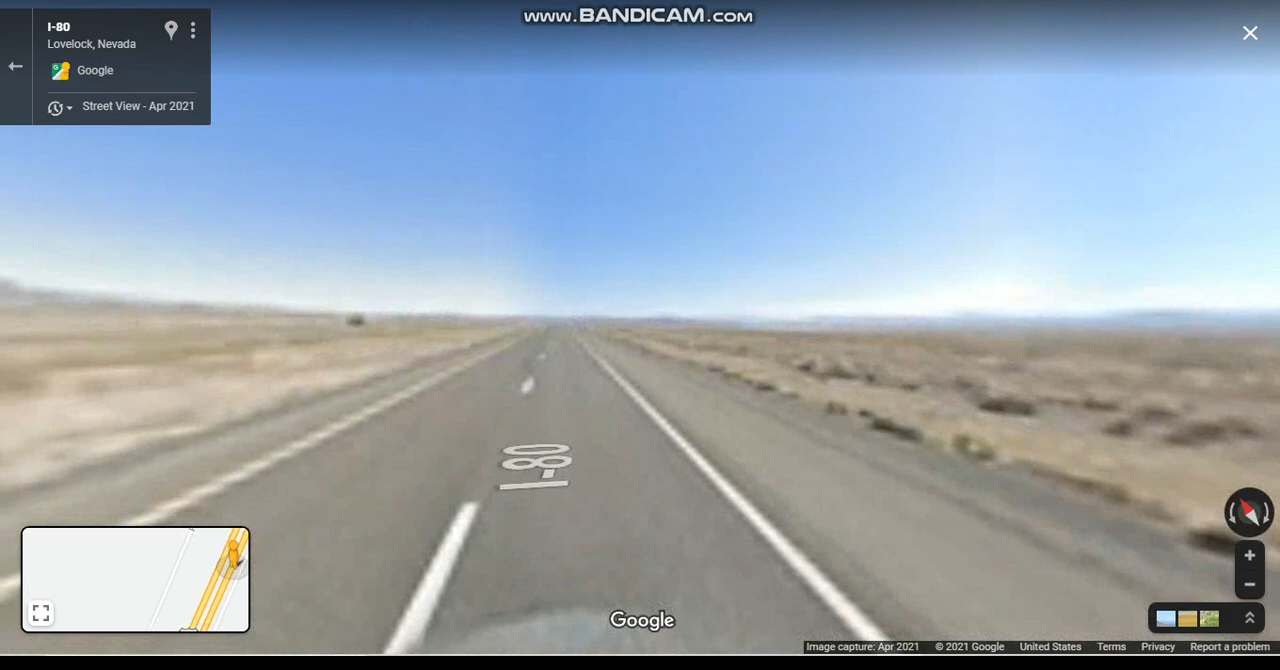 www.BANDICAM.com
I-80
Lovelock, Nevada
Google
Street View - Apr 2021
I-80
Google
Image capture: Apr 2021 © 2021 Google United States Terms Privacy Report a problem